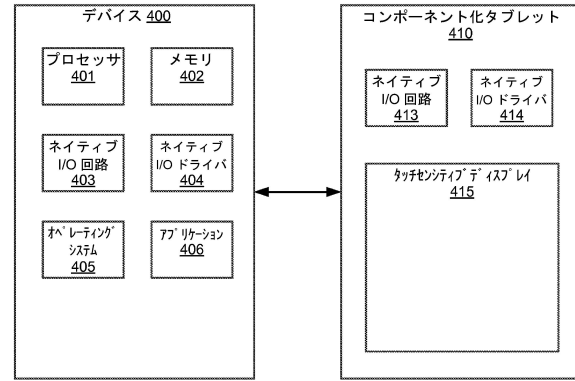 デバイス 400
プロセッサ
401
メモリ
402
ネイティブ
I/O 回路
403
ネイティブ
I/O ドライバ
404
オペレーティング
システム
405
アプリケーション
406
コンポーネント化タブレット
410
ネイティブ
I/O 回路
413
ネイティブ
I/O ドライバ
414
タッチセンシティブディスプレイ
415